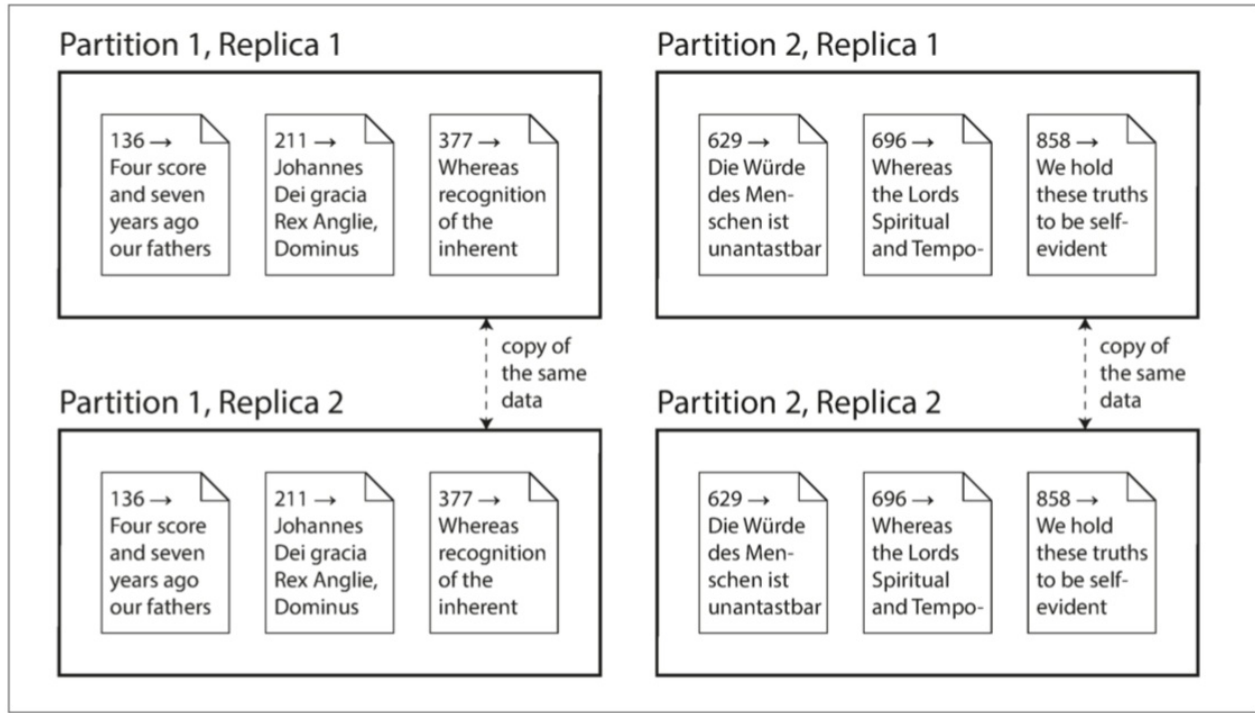 Partition 1, Replica 1
136 →
Four score
and seven
years ago
our fathers
211 →
Johannes
Dei gracia
Rex Anglie,
Dominus
377 →
Whereas
recognition
of the
inherent
Partition 2, Replica 1
629 →
Die Würde
des Men-
schen ist
unantastbar
696 →
Whereas
the Lords
Spiritual
and Tempo-
858 →
We hold
these truths
to be self-
evident
copy of
the same
data
copy of
the same
data
Partition 1, Replica 2
136 →
Four score
and seven
years ago
our fathers
211 →
Johannes
Dei gracia
Rex Anglie,
Dominus
377 →
Whereas
recognition
of the
inherent
Partition 2, Replica 2
629 →
Die Würde
des Men-
schen ist
unantastbar
696 →
Whereas
the Lords
Spiritual
and Tempo-
858 →
We hold
these truths
to be self-
evident